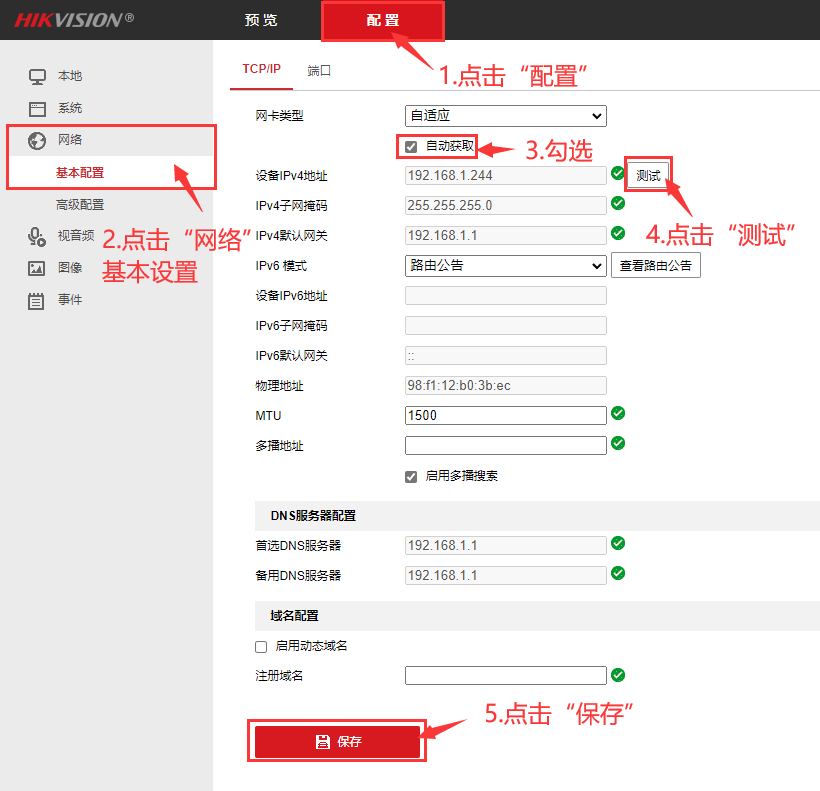 HIKVISION®
预览
配置
1.点击“配置”
本地
系统
网络
基本配置
高级配置
视音频
图像
事件
2.点击“网络”
基本设置
TCP/IP
端口
网卡类型
自适应
自动获取
3.勾选
设备IPv4地址
192.168.1.244
测试
IPv4子网掩码
255.255.255.0
4.点击“测试”
IPv4默认网关
192.168.1.1
IPv6 模式
路由公告
查看路由公告
设备IPv6地址
IPv6子网掩码
IPv6默认网关
::
物理地址
98:f1:12:b0:3b:ec
MTU
1500
多播地址
启用多播搜索
DNS服务器配置
首选DNS服务器
192.168.1.1
备用DNS服务器
192.168.1.1
域名配置
启用动态域名
注册域名
5.点击“保存”
保存